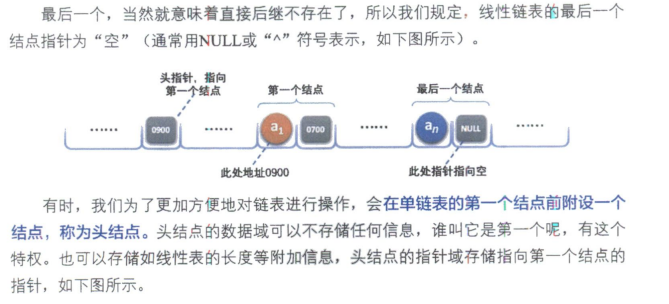 最后一个，当然就意味着直接后继不存在了，所以我们规定，线性链表的最后一个
结点指针为“空”（通常用NULL或“^”符号表示，如下图所示）。
头指针，指向
第一个结点
第一个结点
最后一个结点
…… 0900 …… a1 0700 …… an NULL ……
此处地址0900
此处指针指向空
有时，我们为了更加方便地对链表进行操作，会在单链表的第一个结点前附设一个
结点，称为头结点。头结点的数据域可以不存储任何信息，谁叫它是第一个呢，有这个
特权。也可以存储如线性表的长度等附加信息，头结点的指针域存储指向第一个结点的
指针，如下图所示。